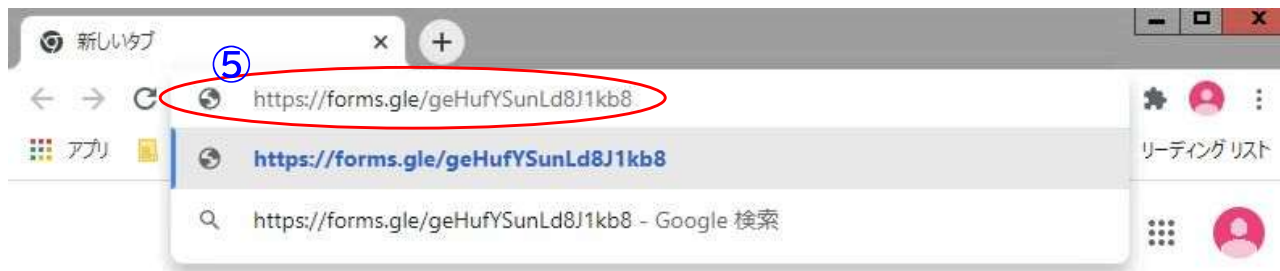 新しいタブ
⑤
https://forms.gle/geHufYSunLd8J1kb8
アプリ
https://forms.gle/geHufYSunLd8J1kb8
リーディング リスト
https://forms.gle/geHufYSunLd8J1kb8 - Google 検索